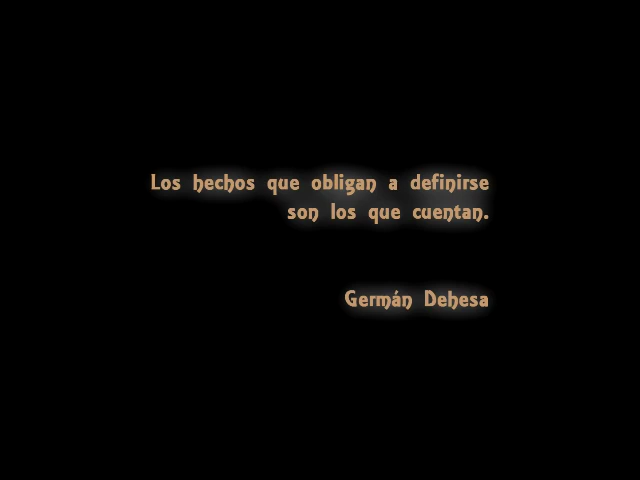 Los hechos que obligan a definirse
son los que cuentan.
Germán Dehesa